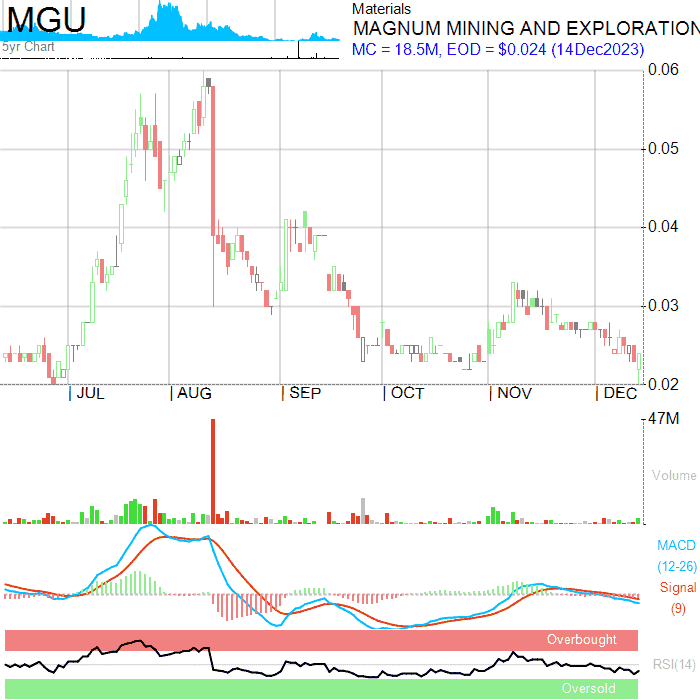 MGU
5yr Chart
Materials
MAGNUM MINING AND EXPLORATION
MC = 18.5M, EOD = $0.024 (14Dec2023)
0.06
0.05
0.04
0.03
0.02
JUL
AUG
SEP
OCT
NOV
DEC
47M
Volume
MACD
(12-26)
Signal
(9)
Overbought
RSI(14)
Oversold